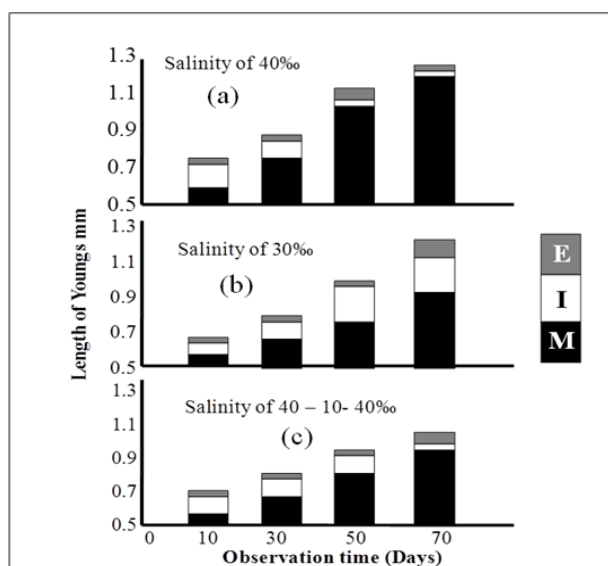 1.3
Salinity of 40‰
1.1
(a)
0.9
0.7
0.5
1.3
Salinity of 30‰
1.1
(b)
0.9
0.7
0.5
1.3
Salinity of 40 – 10- 40‰
1.1
(c)
0.9
0.7
0.5
0 10 30 50 70
Observation time (Days)
Length of Youngs mm
E
I
M